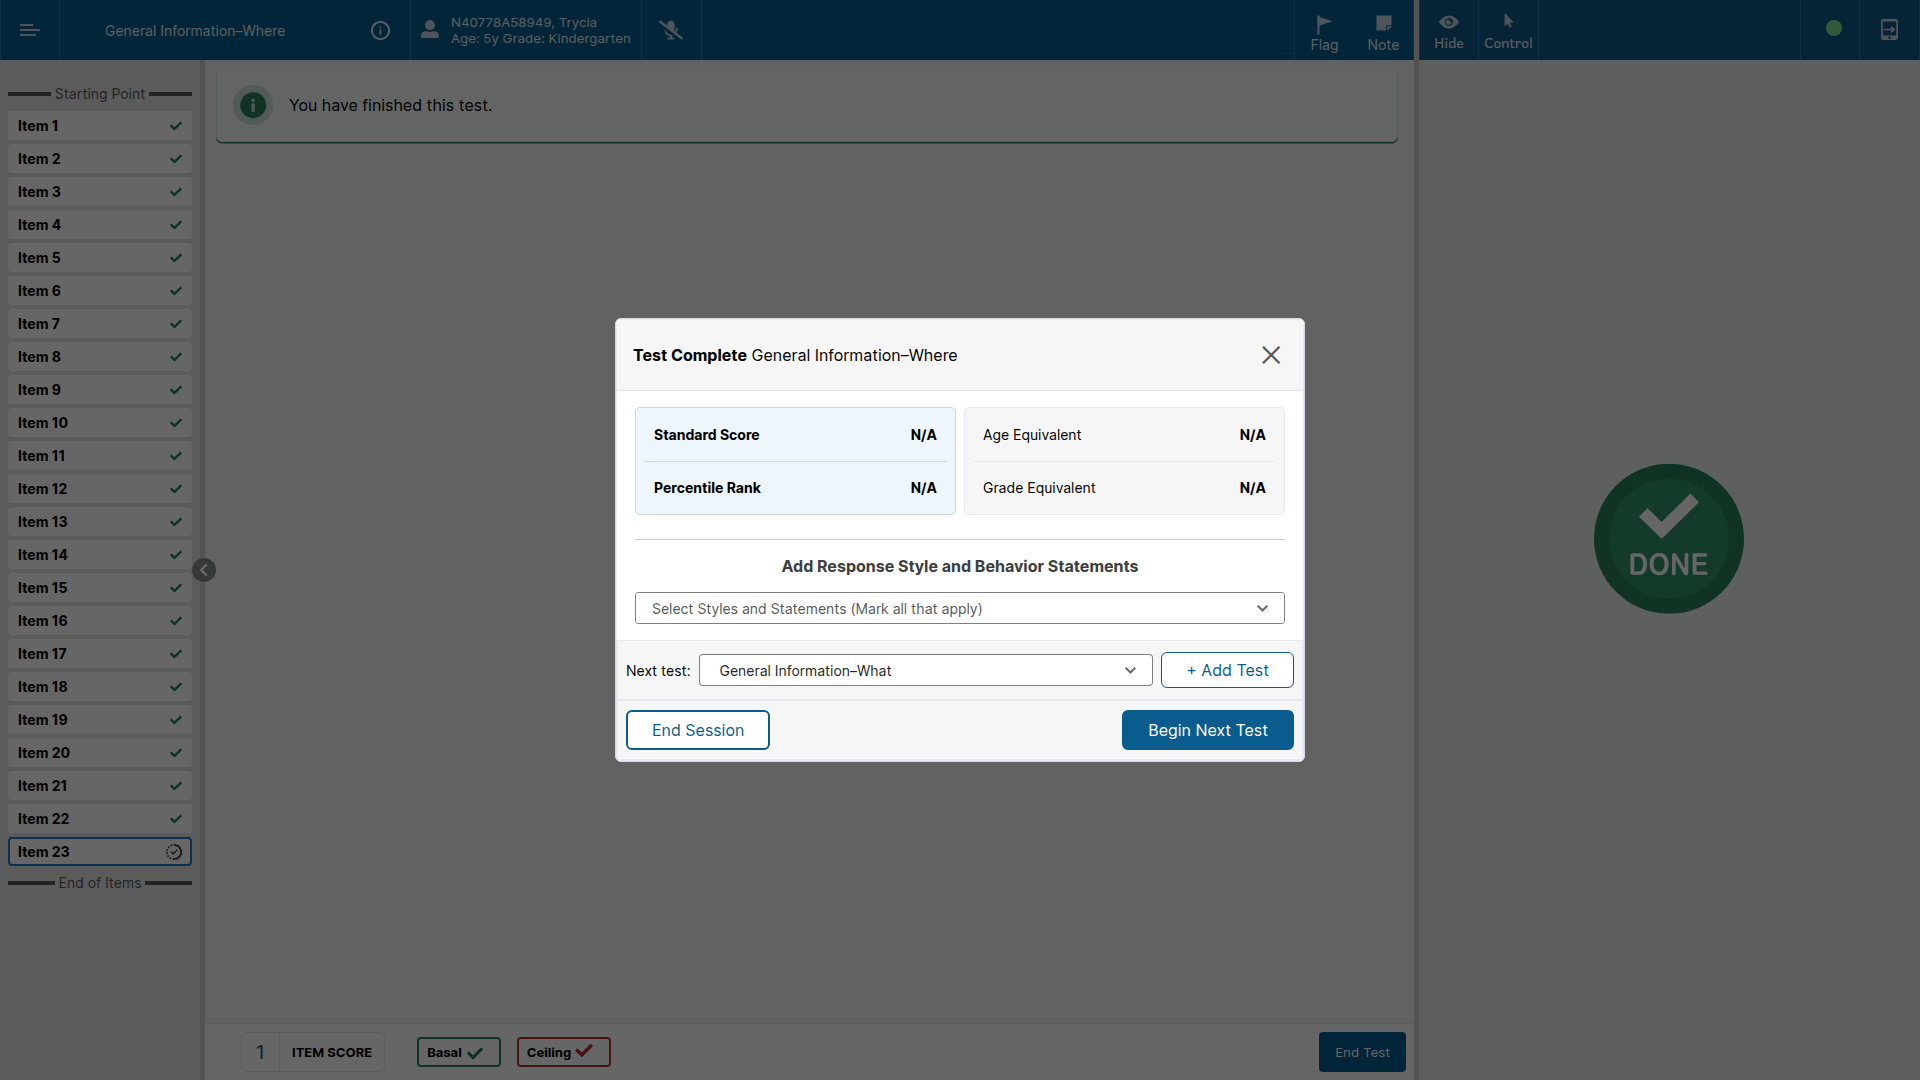 General Information–Where
N40778A58949, Trycia
Age: 5y Grade: Kindergarten
Flag
Note
Hide
Control
Starting Point
Item 1
Item 2
Item 3
Item 4
Item 5
Item 6
Item 7
Item 8
Item 9
Item 10
Item 11
Item 12
Item 13
Item 14
Item 15
Item 16
Item 17
Item 18
Item 19
Item 20
Item 21
Item 22
Item 23
End of Items
You have finished this test.
Test Complete General Information–Where
Standard Score N/A
Percentile Rank N/A
Age Equivalent N/A
Grade Equivalent N/A
Add Response Style and Behavior Statements
Select Styles and Statements (Mark all that apply)
Next test: General Information–What
+ Add Test
End Session
Begin Next Test
DONE
1 ITEM SCORE
Basal
Ceiling
End Test